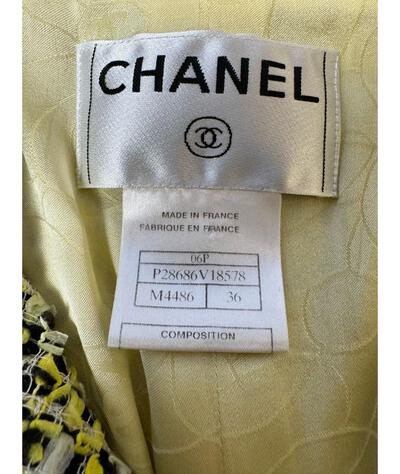 CHANEL
MADE IN FRANCE
FABRIQUE EN FRANCE
06P
P28686V18578
M4486 36
COMPOSITION